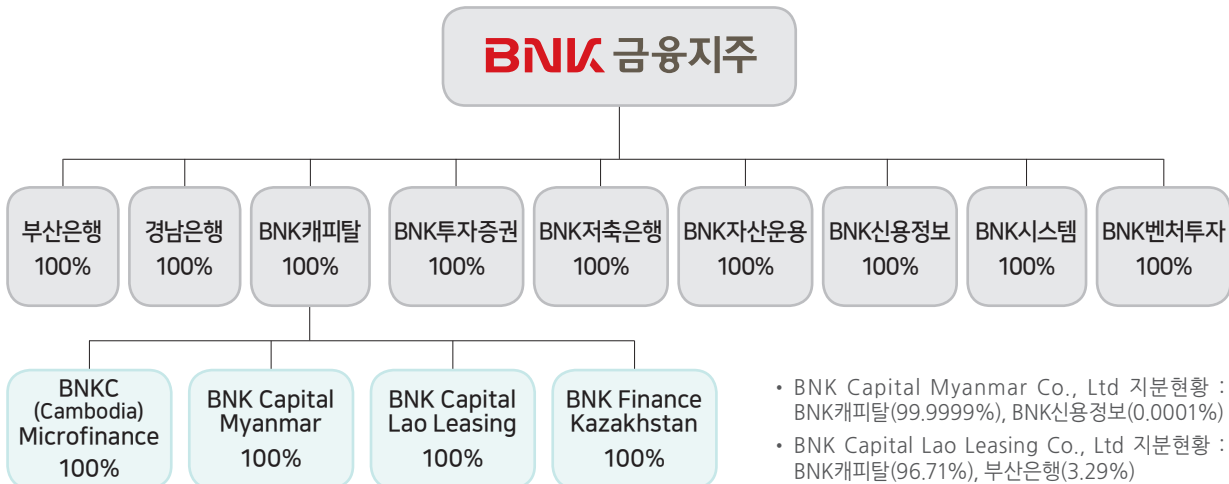 BNK 금융지주
부산은행
100%
경남은행
100%
BNK캐피탈
100%
BNK투자증권
100%
BNK저축은행
100%
BNK자산운용
100%
BNK신용정보
100%
BNK시스템
100%
BNK벤처투자
100%
BNKC
(Cambodia)
Microfinance
100%
BNK Capital
Myanmar
100%
BNK Capital
Lao Leasing
100%
BNK Finance
Kazakhstan
100%
• BNK Capital Myanmar Co., Ltd 지분현황 :
BNK캐피탈(99.9999%), BNK신용정보(0.0001%)
• BNK Capital Lao Leasing Co., Ltd 지분현황 :
BNK캐피탈(96.71%), 부산은행(3.29%)